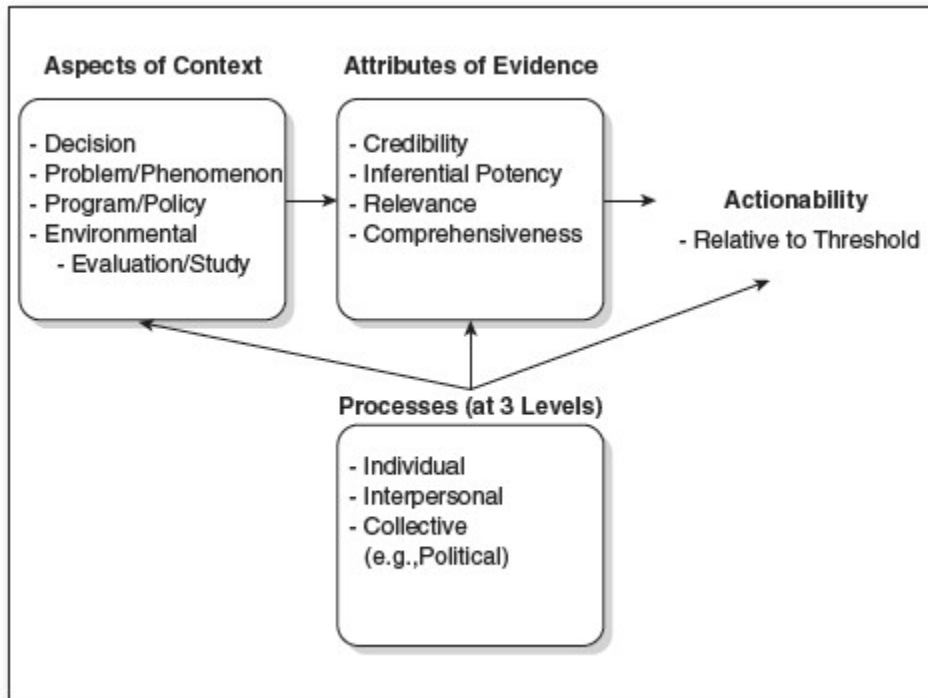 Aspects of Context
- Decision
- Problem/Phenomenon
- Program/Policy
- Environmental
- Evaluation/Study
Attributes of Evidence
- Credibility
- Inferential Potency
- Relevance
- Comprehensiveness
Actionability
- Relative to Threshold
Processes (at 3 Levels)
- Individual
- Interpersonal
- Collective
(e.g.,Political)